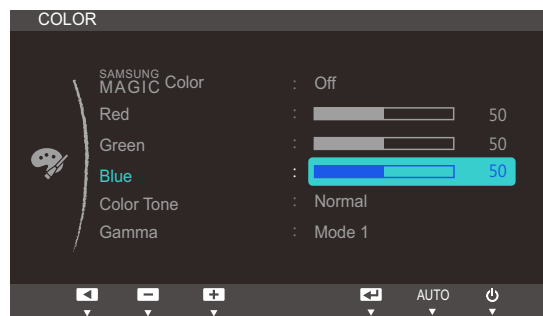 COLOR
SAMSUNG MAGIC Color : Off
Red : 50
Green : 50
Blue : 50
Color Tone : Normal
Gamma : Mode 1
AUTO